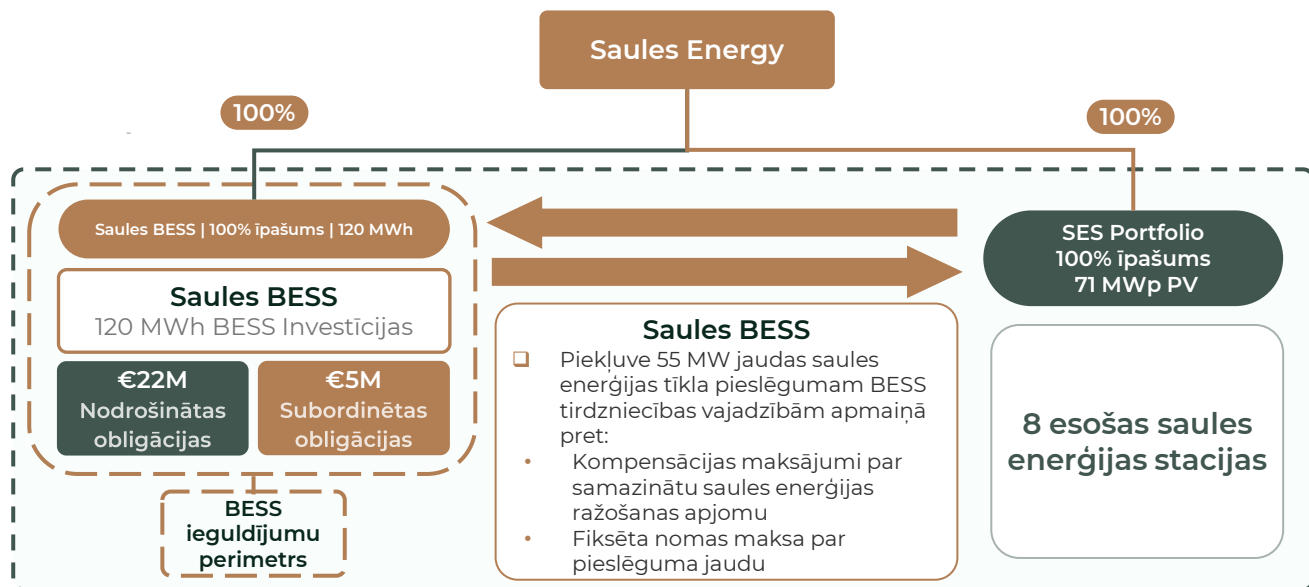 Saules Energy
100%
100%
Saules BESS | 100% īpašums | 120 MWh
Saules BESS
120 MWh BESS Investīcijas
€22M
Nodrošinātas
obligācijas
€5M
Subordinētas
obligācijas
BESS
ieguldījumu
perimetrs
Saules BESS
❑ Piekļuve 55 MW jaudas saules
enerģijas tīkla pieslēgumam BESS
tirdzniecības vajadzībām apmaiņā
pret:
• Kompensācijas maksājumi par
samazinātu saules enerģijas
ražošanas apjomu
• Fiksēta nomas maksa par
pieslēguma jaudu
SES Portfolio
100% īpašums
71 MWp PV
8 esošas saules
enerģijas stacijas